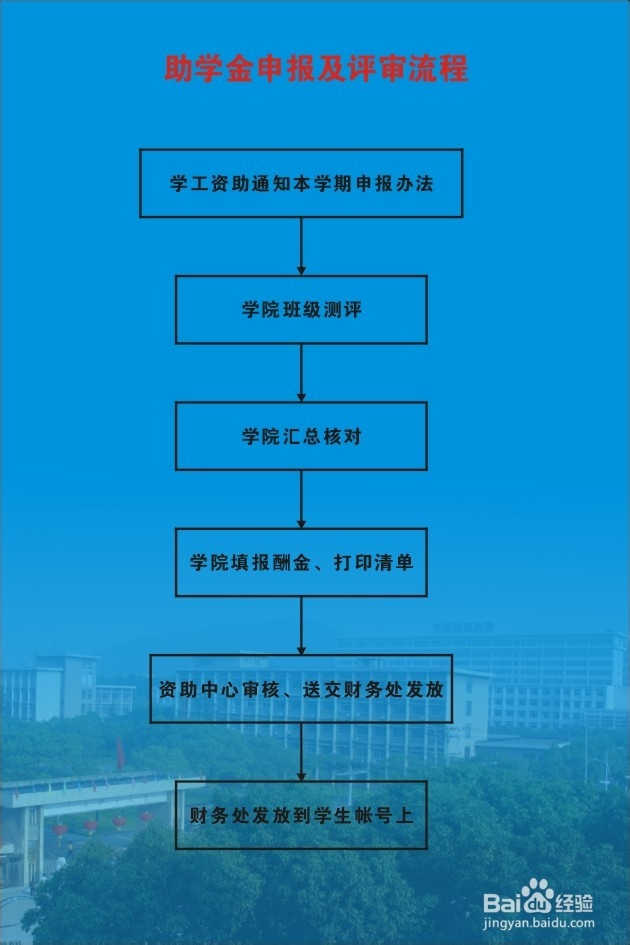 助学金申报及评审流程
学工资助通知本学期申报办法
学院班级测评
学院汇总核对
学院填报酬金、打印清单
资助中心审核、送交财务处发放
财务处发放到学生帐号上
Baidu经验
jingyan.baidu.com